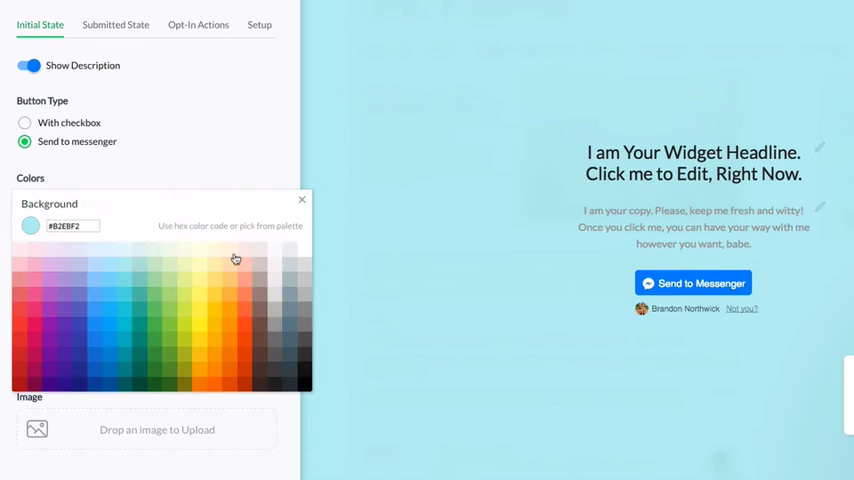 Initial State Submitted State Opt-In Actions Setup
Show Description
Button Type
With checkbox
Send to messenger
Colors
Background
#B2EBF2 Use hex color code or pick from palette
Image
Drop an image to Upload
I am Your Widget Headline.
Click me to Edit, Right Now.
I am your copy. Please, keep me fresh and witty!
Once you click me, you can have your way with me
however you want, babe.
Send to Messenger
Brandon Northwick Not you?